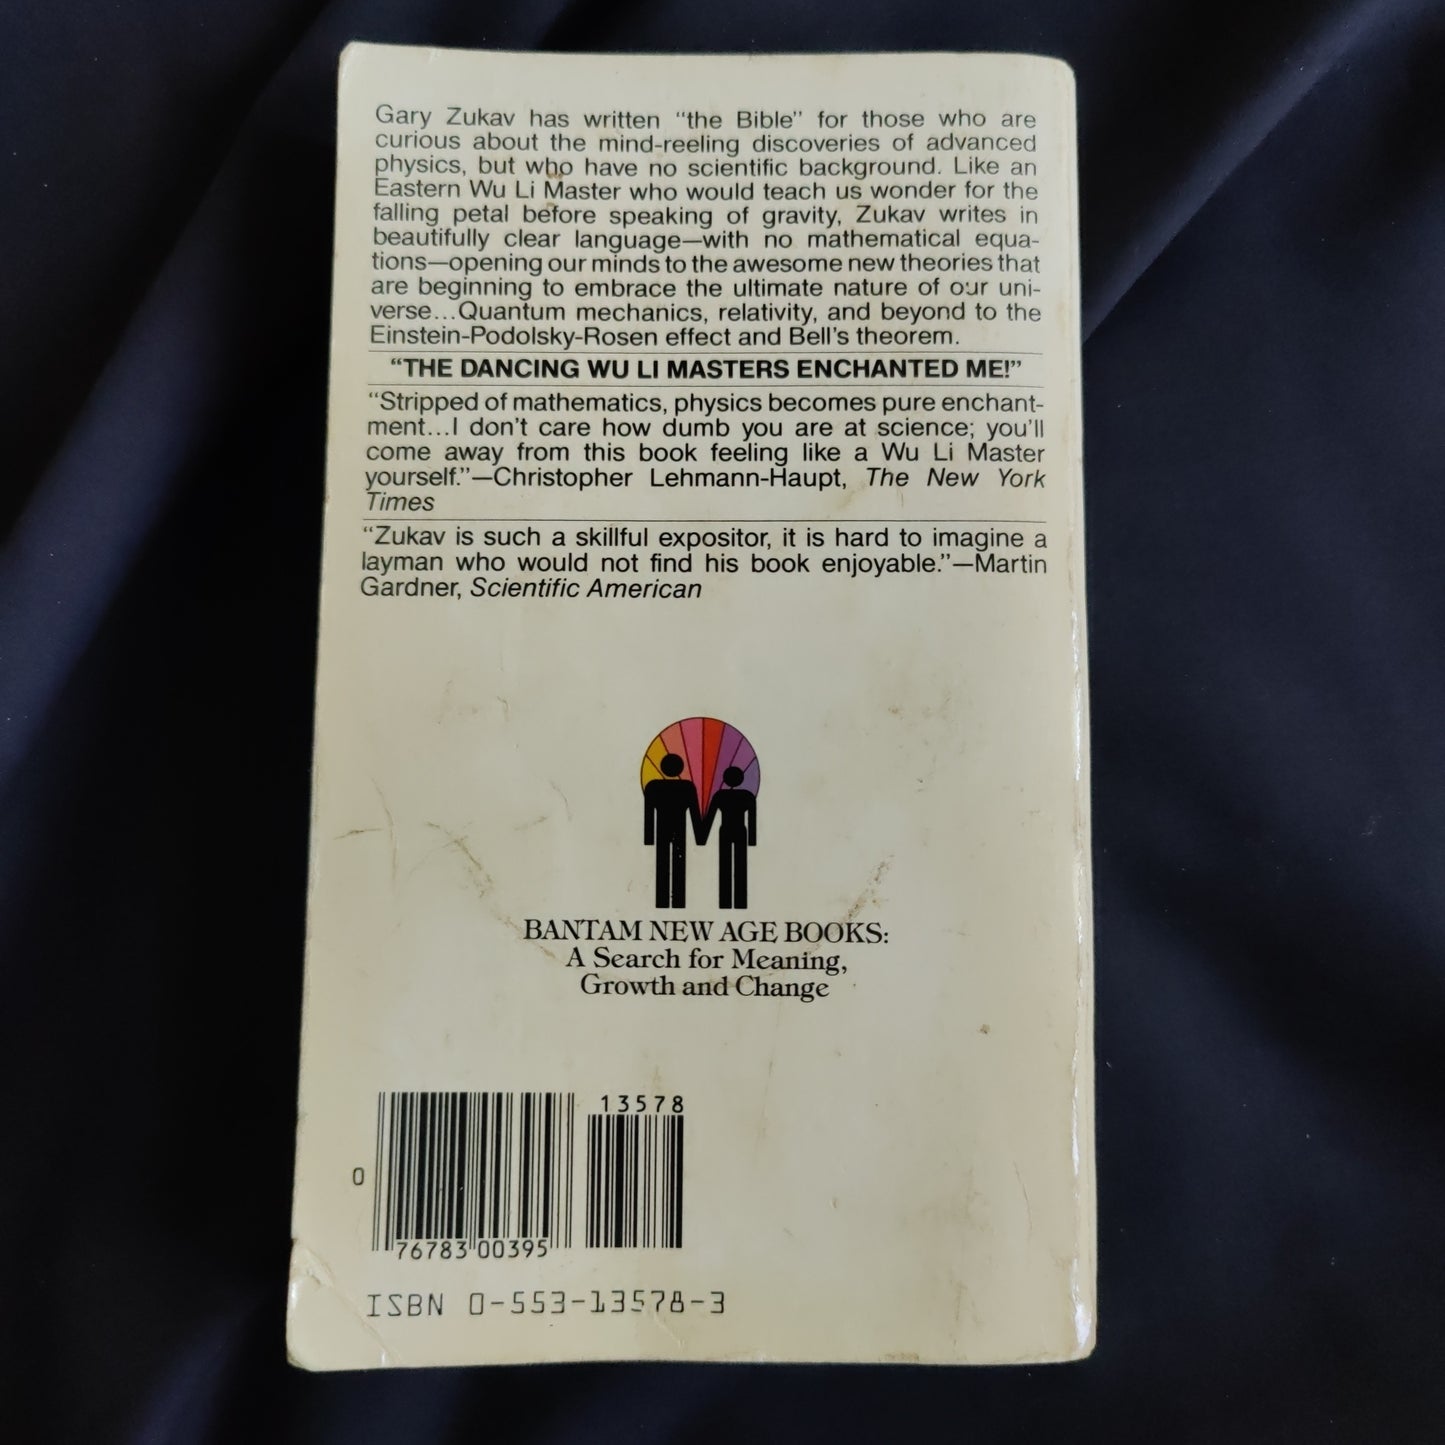 Gary Zukav has written “the Bible” for those who are
curious about the mind-reeling discoveries of advanced
physics, but who have no scientific background. Like an
Eastern Wu Li Master who would teach us wonder for the
falling petal before speaking of gravity, Zukav writes in
beautifully clear language—with no mathematical equa-
tions—opening our minds to the awesome new theories that
are beginning to embrace the ultimate nature of our uni-
verse...Quantum mechanics, relativity, and beyond to the
Einstein-Podolsky-Rosen effect and Bell’s theorem.
“THE DANCING WU LI MASTERS ENCHANTED ME!”
“Stripped of mathematics, physics becomes pure enchant-
ment...I don’t care how dumb you are at science; you’ll
come away from this book feeling like a Wu Li Master
yourself.”—Christopher Lehmann-Haupt, The New York
Times
“Zukav is such a skillful expositor, it is hard to imagine a
layman who would not find his book enjoyable.”—Martin
Gardner, Scientific American
BANTAM NEW AGE BOOKS:
A Search for Meaning,
Growth and Change
13578
0
76783 00395
ISBN 0-553-13578-3